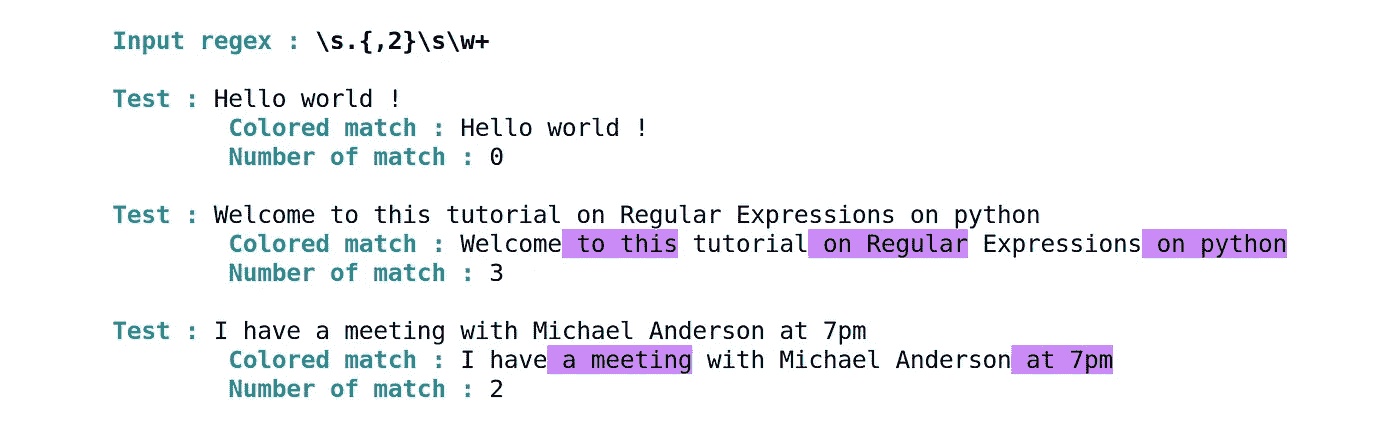 Input regex : \s.{,2}\s\w+
Test : Hello world !
Colored match : Hello world !
Number of match : 0
Test : Welcome to this tutorial on Regular Expressions on python
Colored match : Welcome to this tutorial on Regular Expressions on python
Number of match : 3
Test : I have a meeting with Michael Anderson at 7pm
Colored match : I have a meeting with Michael Anderson at 7pm
Number of match : 2